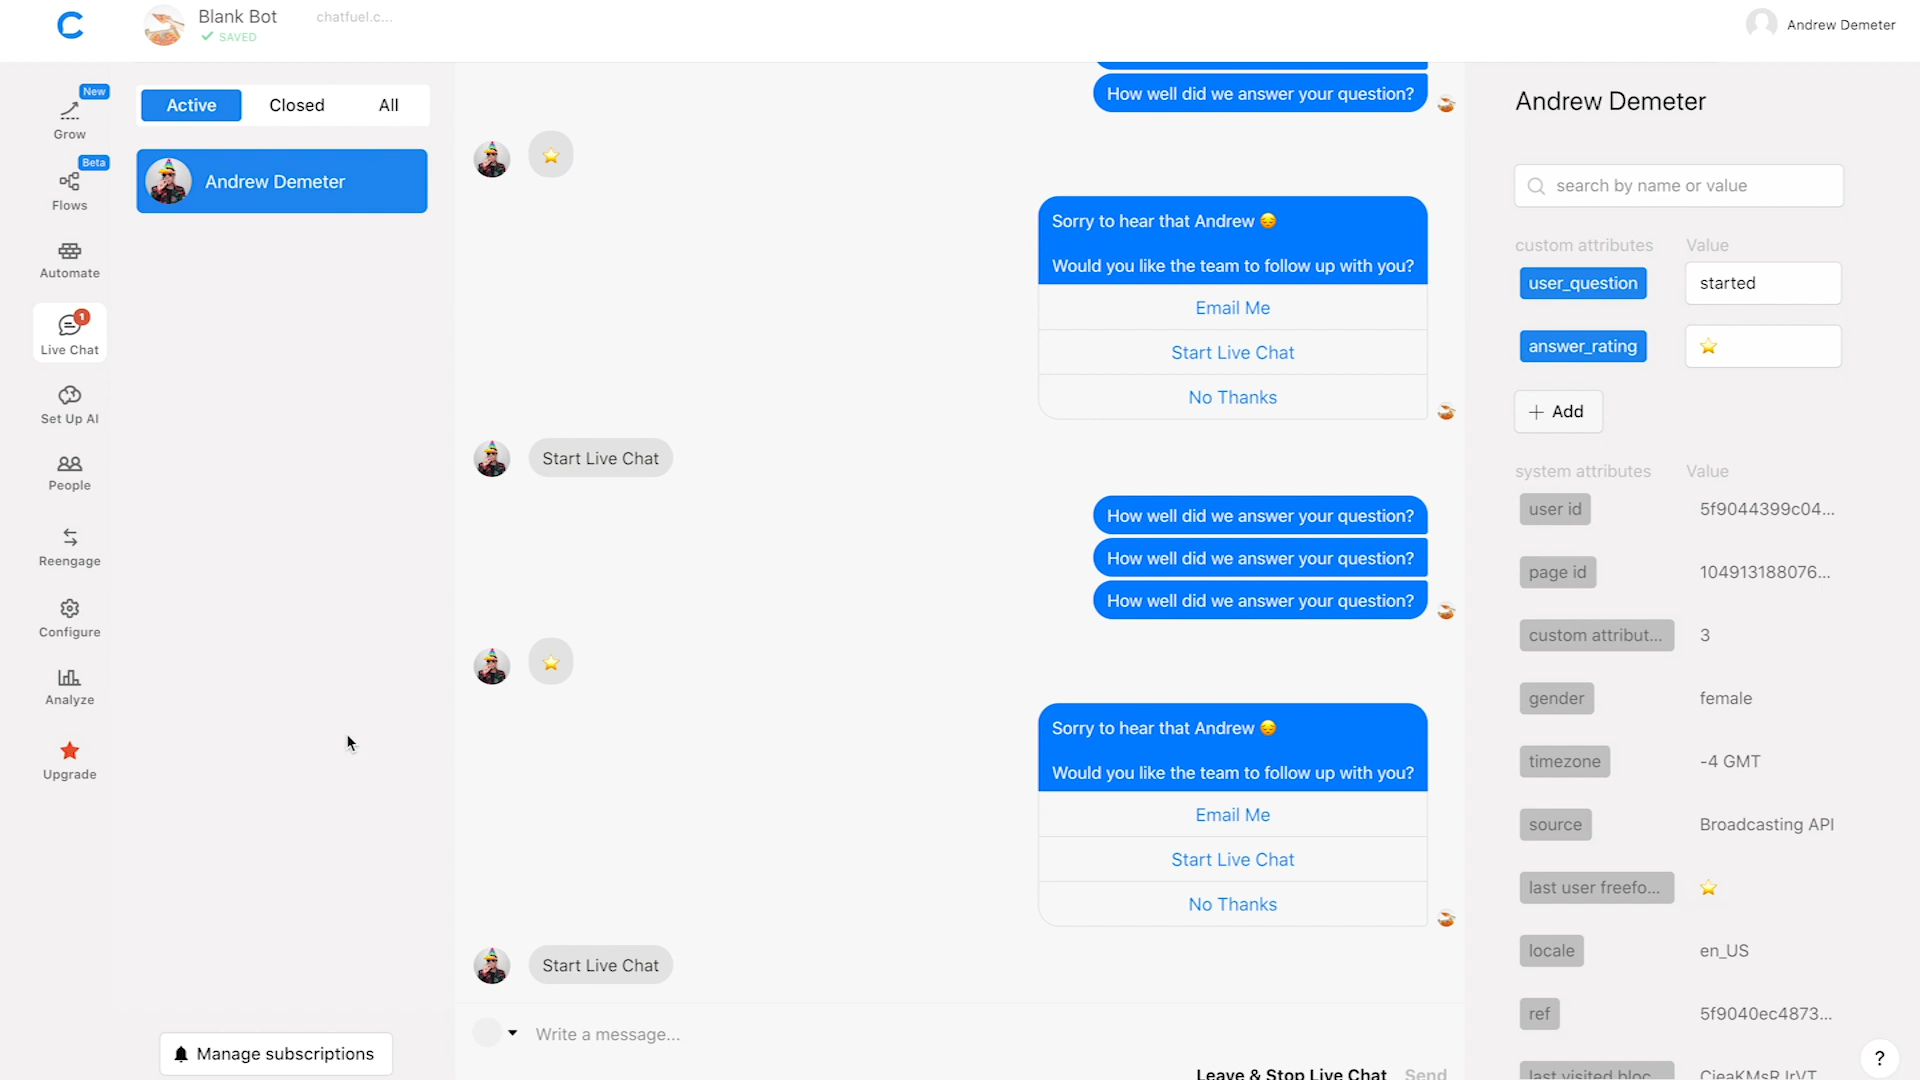 Blank Bot
chatfuel.c...
SAVED
Andrew Demeter
New
Grow
Beta
Flows
Automate
1
Live Chat
Set Up AI
People
Reengage
Configure
Analyze
Upgrade
Active
Closed
All
Andrew Demeter
Manage subscriptions
How well did we answer your question?
⭐
Sorry to hear that Andrew 😔
Would you like the team to follow up with you?
Email Me
Start Live Chat
No Thanks
Start Live Chat
How well did we answer your question?
How well did we answer your question?
How well did we answer your question?
⭐
Sorry to hear that Andrew 😔
Would you like the team to follow up with you?
Email Me
Start Live Chat
No Thanks
Start Live Chat
Write a message...
Leave & Stop Live Chat
Send
Andrew Demeter
search by name or value
custom attributes Value
user_question started
answer_rating ⭐
+ Add
system attributes Value
user id 5f9044399c04...
page id 104913188076...
custom attribut... 3
gender female
timezone -4 GMT
source Broadcasting API
last user freefo... ⭐
locale en_US
ref 5f9040ec4873...
last visited bloc...
?